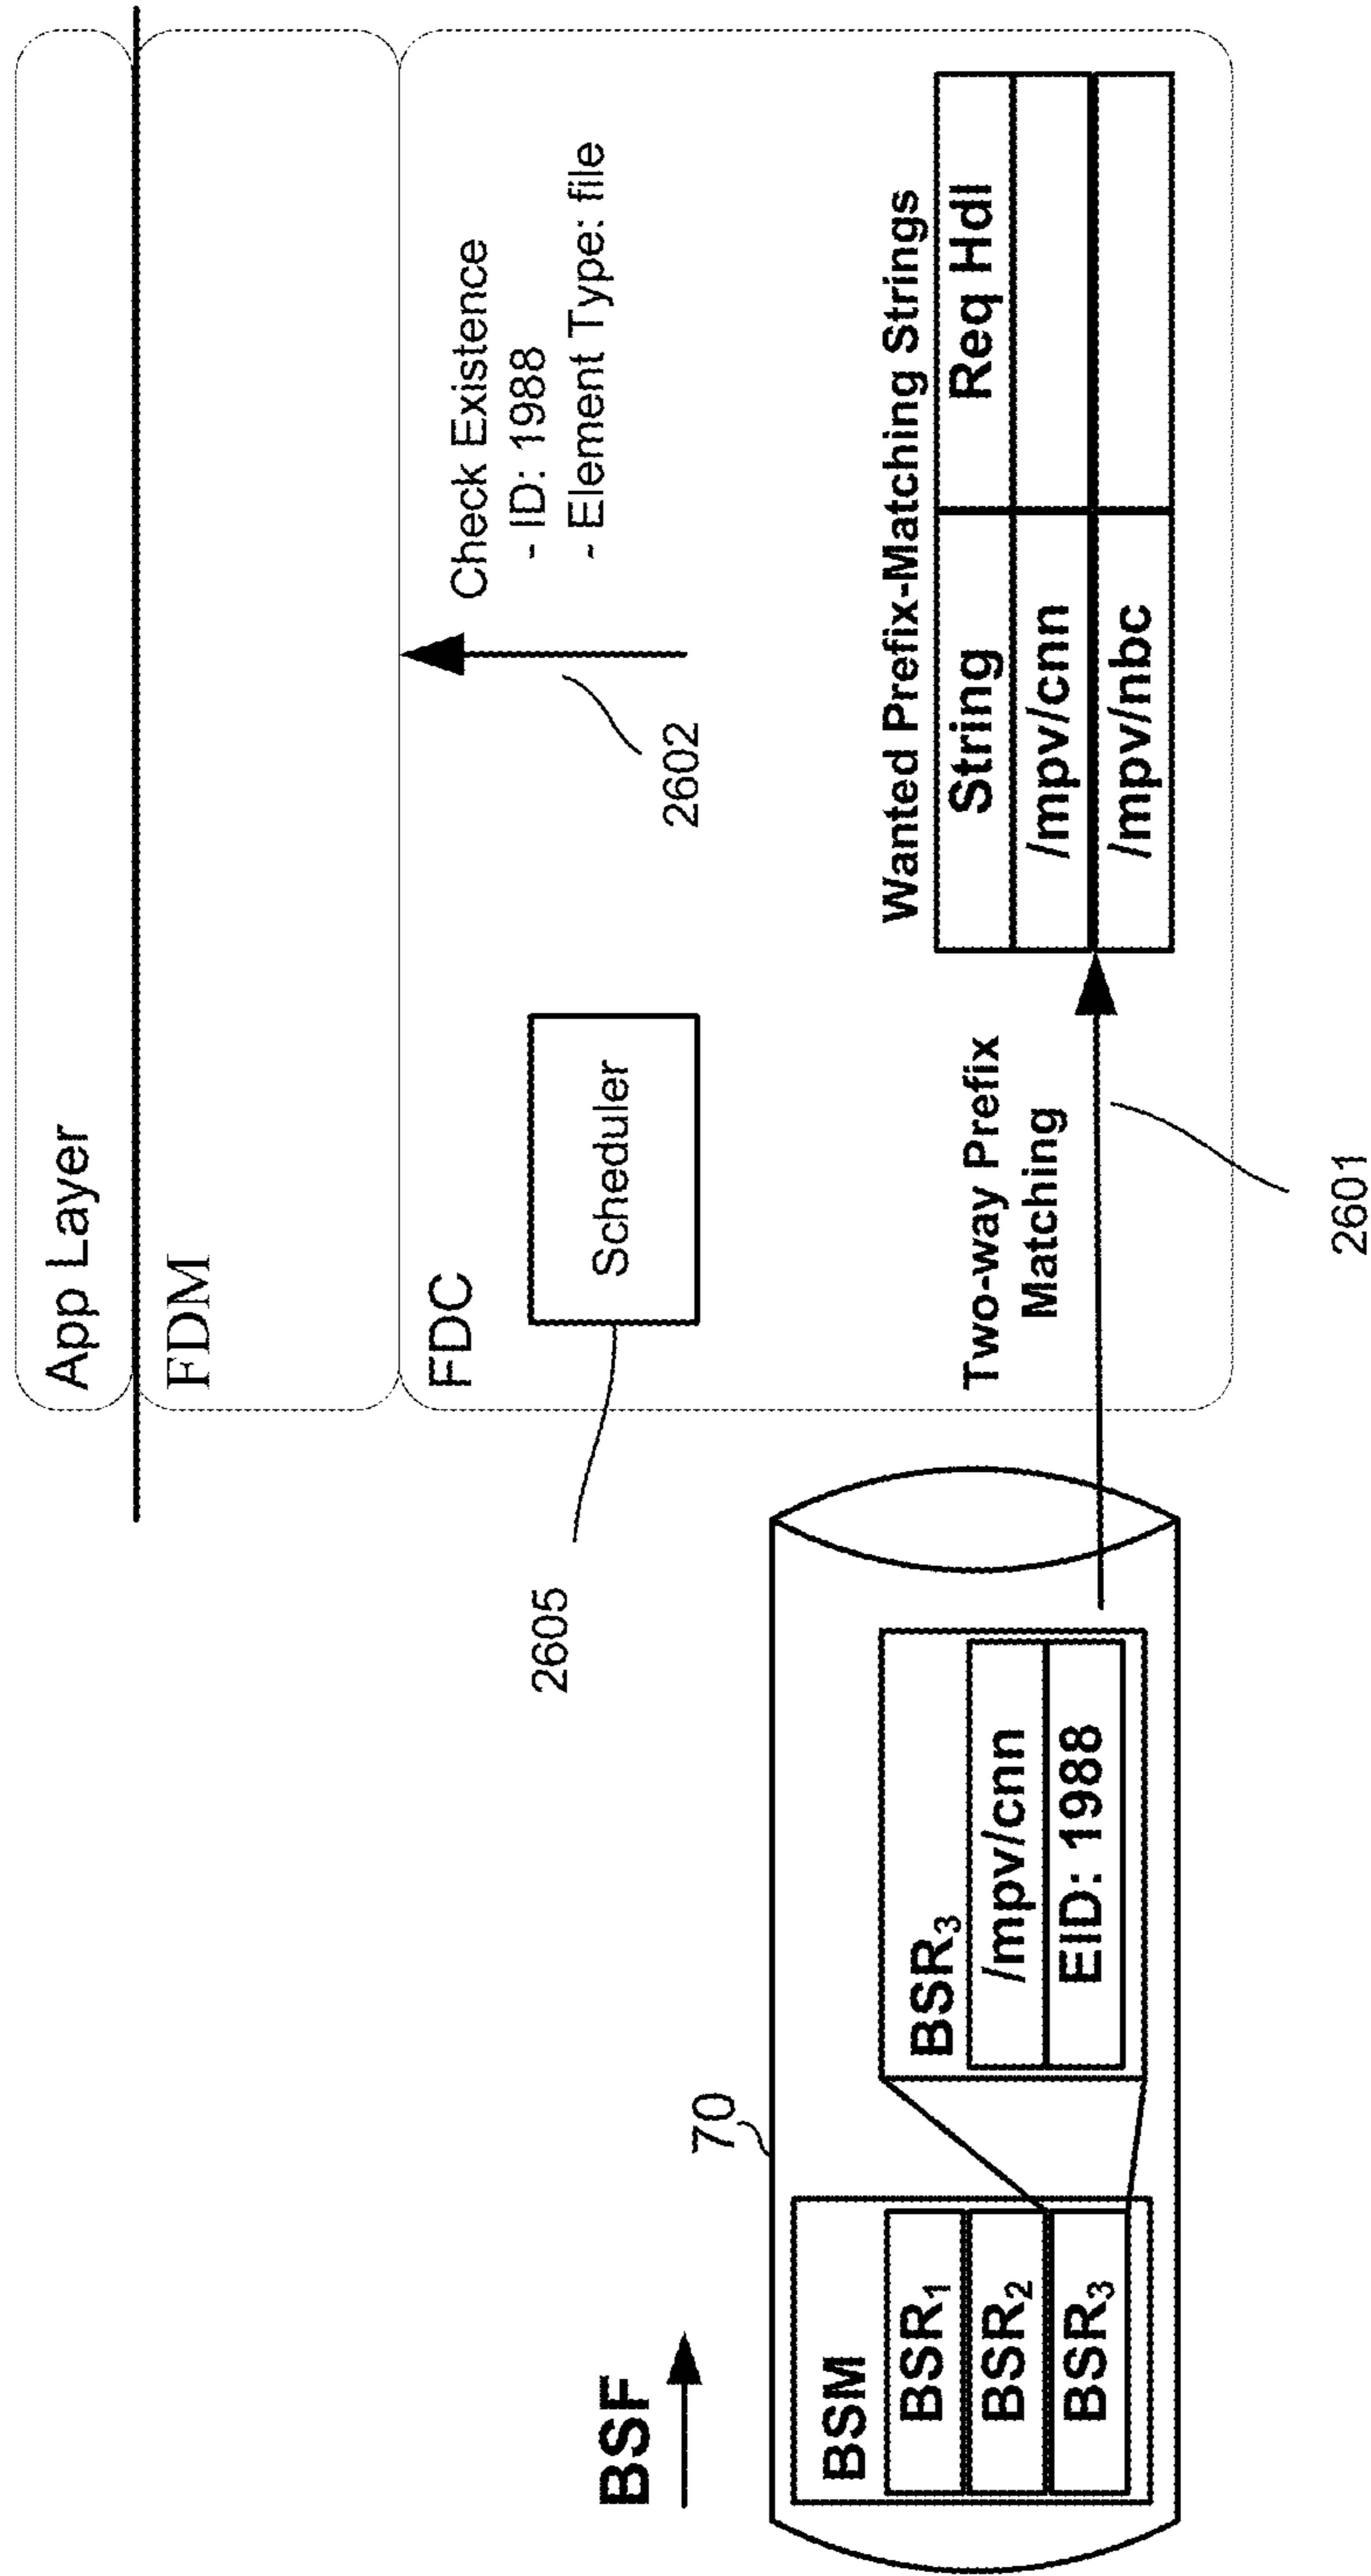 App Layer
FDM
FDC
Scheduler
2605
Check Existence
- ID: 1988
- Element Type: file
2602
BSF
70
BSM
BSR₁
BSR₂
BSR₃
BSR₃
/mpv/cnn
EID: 1988
Two-way Prefix
Matching
2601
Wanted Prefix-Matching Strings
String Req Hdl
/mpv/cnn
/mpv/nbc